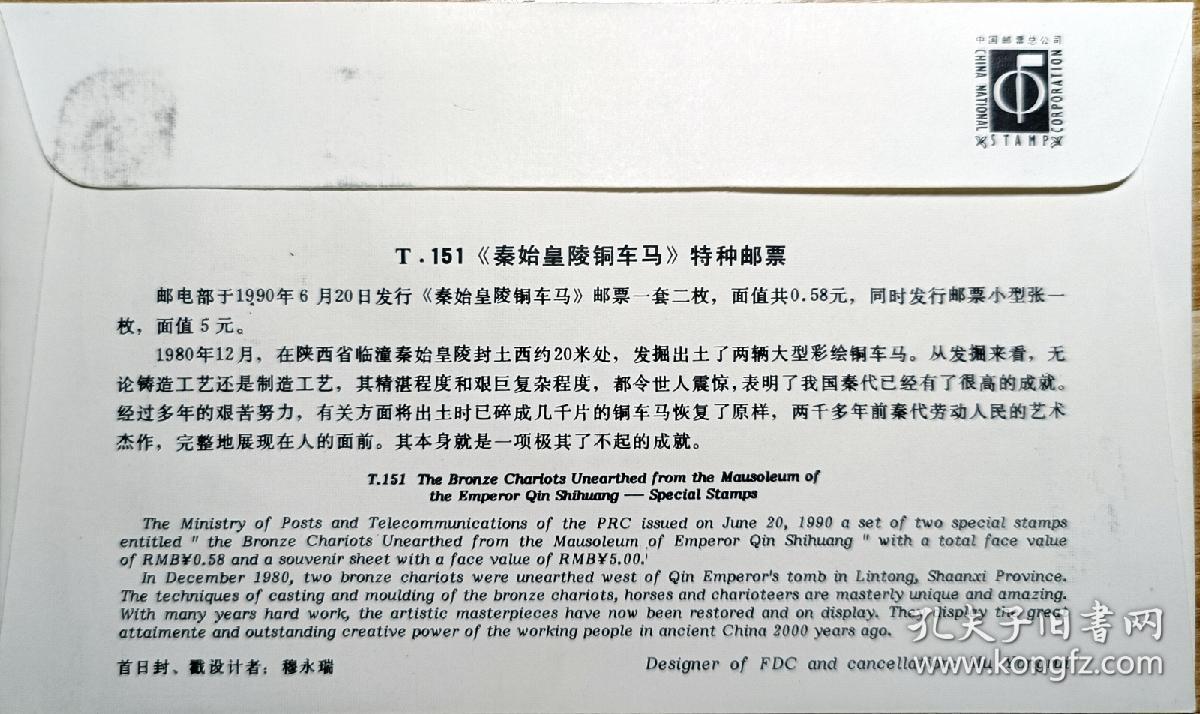 中国邮票总公司
CHINA NATIONAL
STAMP
CORPORATION
T.151《秦始皇陵铜车马》特种邮票
邮电部于1990年6月20日发行《秦始皇陵铜车马》邮票一套二枚，面值共0.58元，同时发行邮票小型张一
枚，面值5元。
1980年12月，在陕西省临潼秦始皇陵封土西约20米处，发掘出土了两辆大型彩绘铜车马。从发掘来看，无
论铸造工艺还是制造工艺，其精湛程度和艰巨复杂程度，都令世人震惊，表明了我国秦代已经有了很高的成就。
经过多年的艰苦努力，有关方面将出土时已碎成几千片的铜车马恢复了原样，两千多年前秦代劳动人民的艺术
杰作，完整地展现在人的面前。其本身就是一项极其了不起的成就。
T.151 The Bronze Chariots Unearthed from the Mausoleum of
the Emperor Qin Shihuang — Special Stamps
The Ministry of Posts and Telecommunications of the PRC issued on June 20, 1990 a set of two special stamps
entitled " the Bronze Chariots Unearthed from the Mausoleum of Emperor Qin Shihuang " with a total face value
of RMB¥0.58 and a souvenir sheet with a face value of RMB¥5.00.
In December 1980, two bronze chariots were unearthed west of Qin Emperor's tomb in Lintong, Shaanxi Province.
The techniques of casting and moulding of the bronze chariots, horses and charioteers are masterly unique and amazing.
With many years hard work, the artistic masterpieces have now been restored and on display. They display the great
attaimente and outstanding creative power of the working people in ancient China 2000 years ago.
首日封、戳设计者：穆永瑞
Designer of FDC and cancellation:
孔夫子旧书网
www.kongfz.com